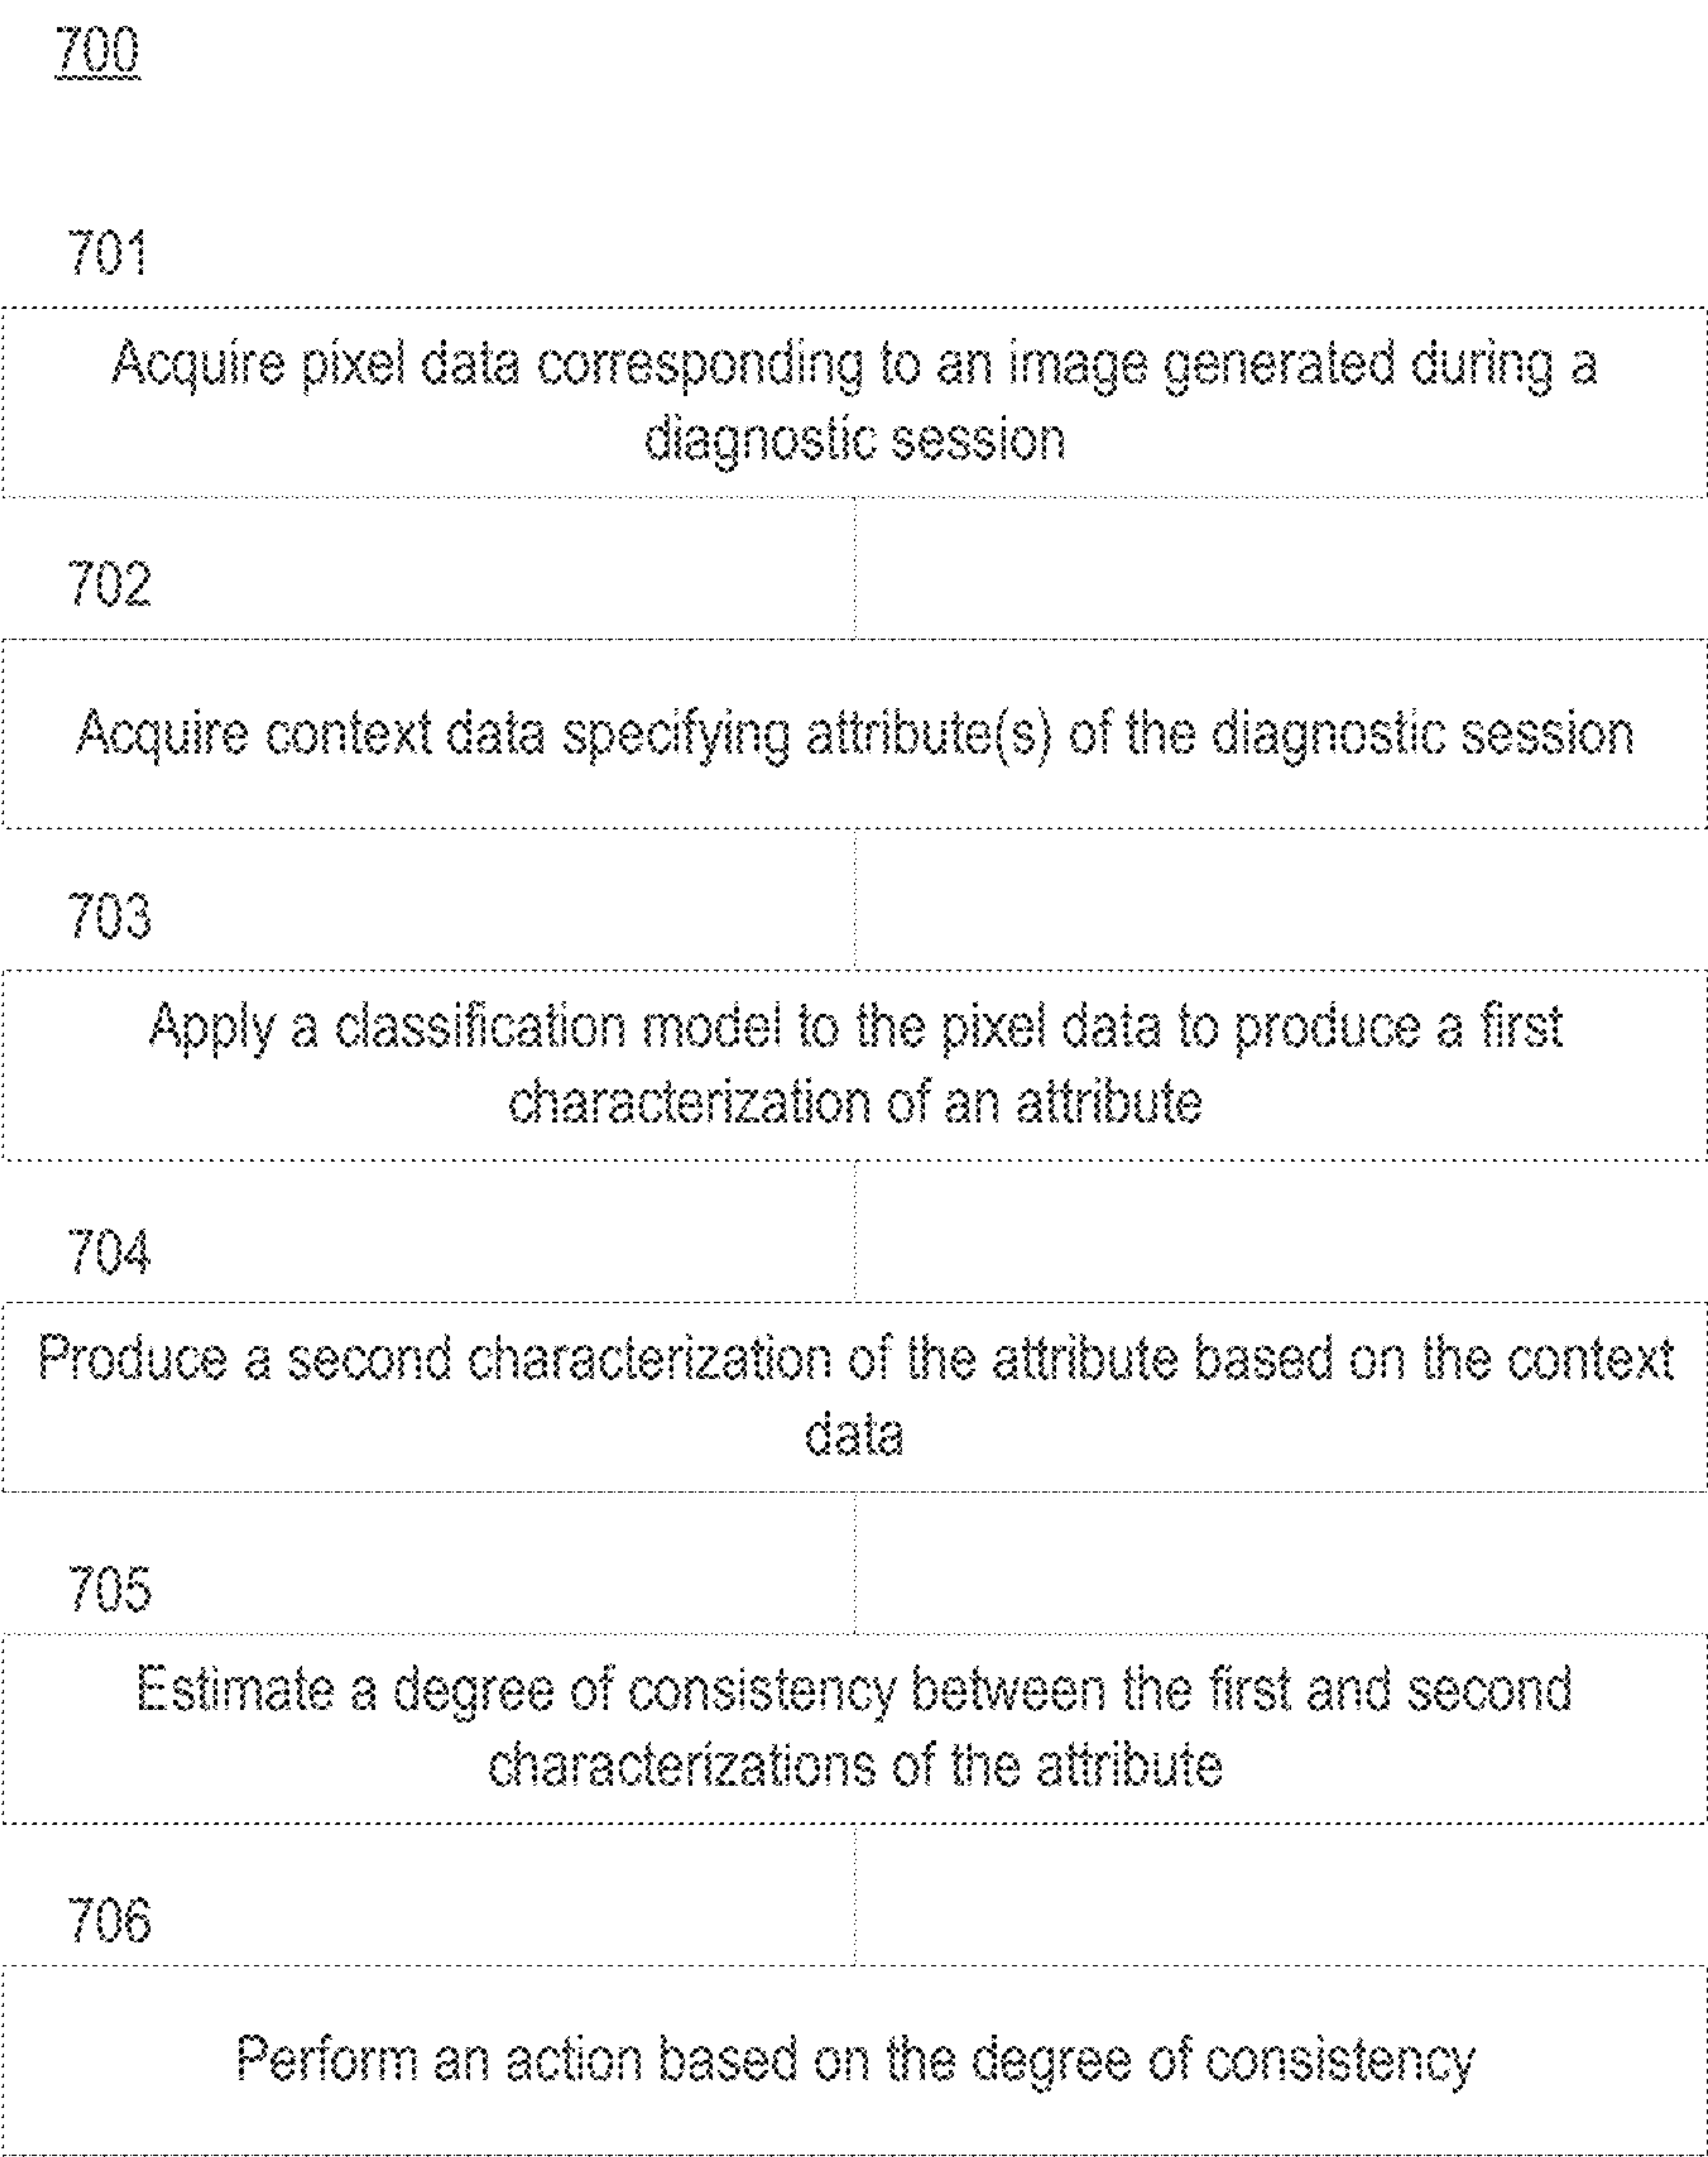 700
701
Acquire pixel data corresponding to an image generated during a
diagnostic session
702
Acquire context data specifying attribute(s) of the diagnostic session
703
Apply a classification model to the pixel data to produce a first
characterization of an attribute
704
Produce a second characterization of the attribute based on the context
data
705
Estimate a degree of consistency between the first and second
characterizations of the attribute
706
Perform an action based on the degree of consistency